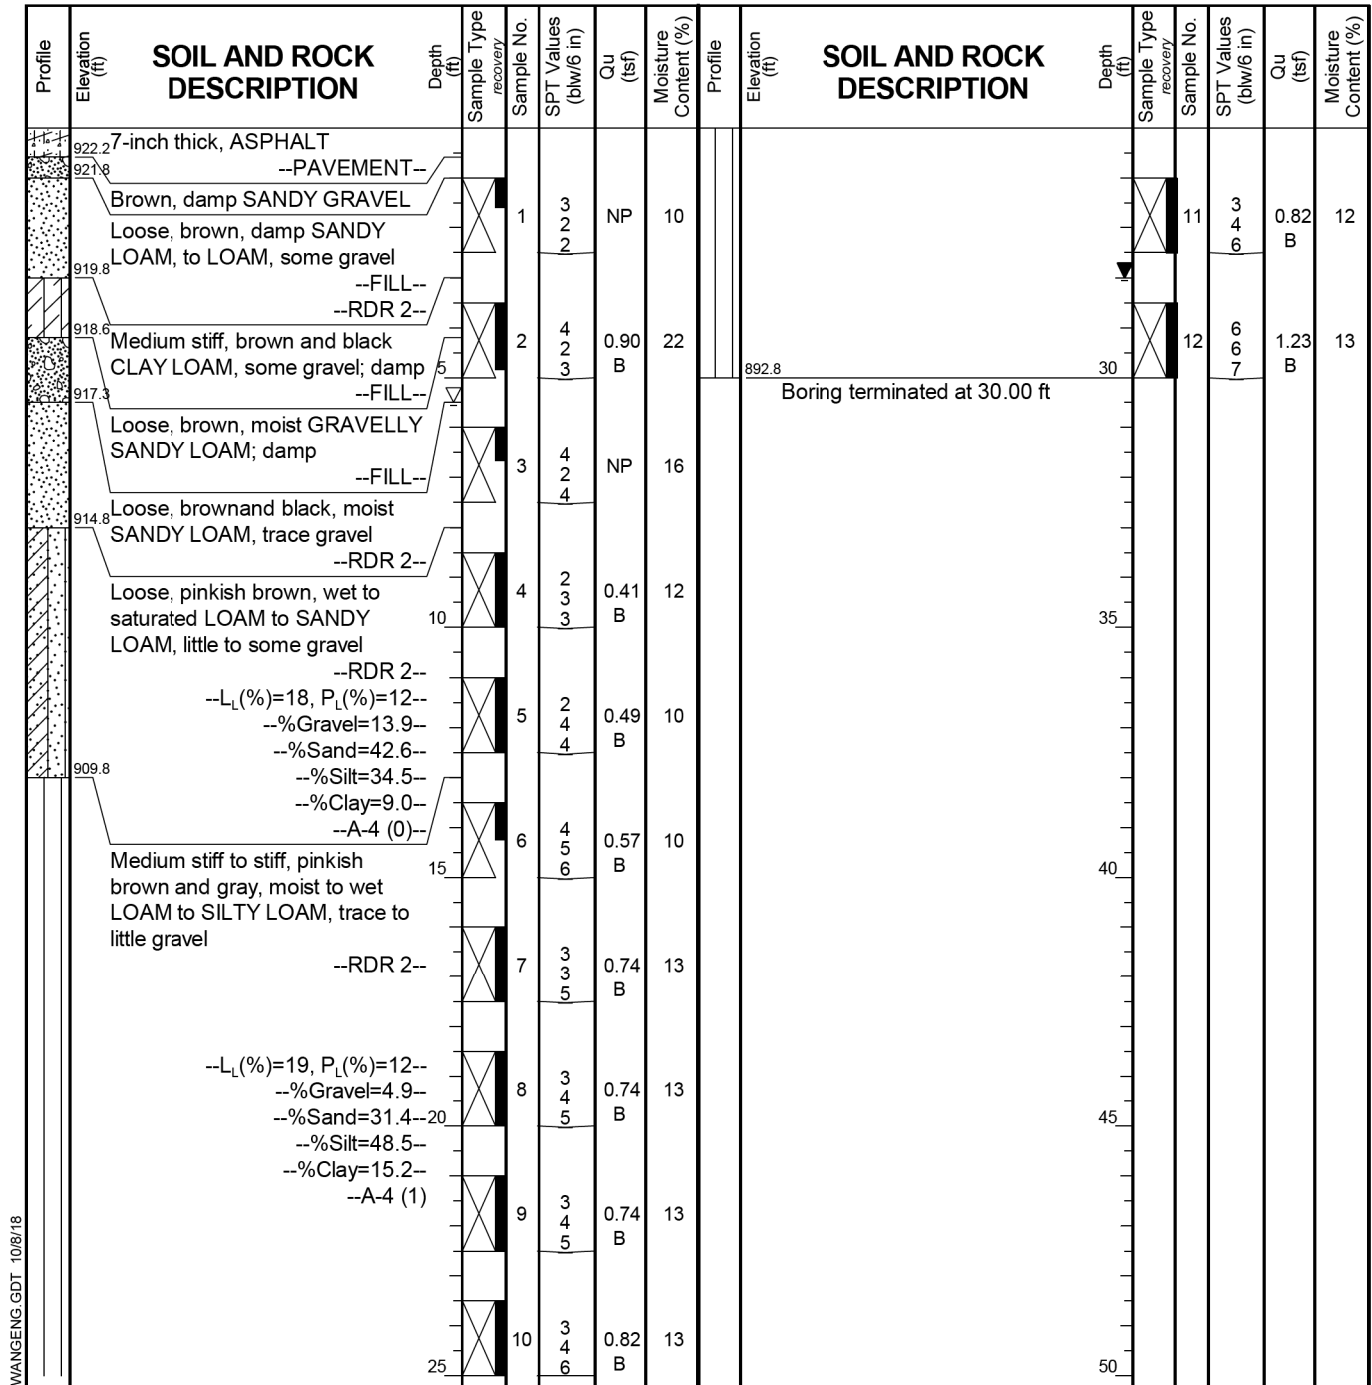 Profile
Elevation
(ft)
SOIL AND ROCK
DESCRIPTION
Depth
(ft)
Sample Type
recovery
Sample No.
SPT Values
(blw/6 in)
Qu
(tsf)
Moisture
Content (%)
Profile
Elevation
(ft)
SOIL AND ROCK
DESCRIPTION
Depth
(ft)
Sample Type
recovery
Sample No.
SPT Values
(blw/6 in)
Qu
(tsf)
Moisture
Content (%)
922.2 7-inch thick, ASPHALT
--PAVEMENT--
921.8
Brown, damp SANDY GRAVEL
Loose, brown, damp SANDY
LOAM, to LOAM, some gravel
--FILL--
--RDR 2--
919.8
Medium stiff, brown and black
CLAY LOAM, some gravel; damp
--FILL--
918.6
Loose, brown, moist GRAVELLY
SANDY LOAM; damp
--FILL--
917.3
Loose, brownand black, moist
SANDY LOAM, trace gravel
--RDR 2--
914.8
Loose, pinkish brown, wet to
saturated LOAM to SANDY
LOAM, little to some gravel
--RDR 2--
--LL(%)=18, PL(%)=12--
--%Gravel=13.9--
--%Sand=42.6--
--%Silt=34.5--
--%Clay=9.0--
--A-4 (0)--
909.8
Medium stiff to stiff, pinkish
brown and gray, moist to wet
LOAM to SILTY LOAM, trace to
little gravel
--RDR 2--
--LL(%)=19, PL(%)=12--
--%Gravel=4.9--
--%Sand=31.4--
--%Silt=48.5--
--%Clay=15.2--
--A-4 (1)
5
10
15
20
25
1 3 2 2 NP 10
2 4 2 3 0.90 B 22
3 4 2 4 NP 16
4 2 3 3 0.41 B 12
5 2 4 4 0.49 B 10
6 4 5 6 0.57 B 10
7 3 3 5 0.74 B 13
8 3 4 5 0.74 B 13
9 3 4 5 0.74 B 13
10 3 4 6 0.82 B 13
11 3 4 6 0.82 B 12
12 6 6 7 1.23 B 13
892.8
30
Boring terminated at 30.00 ft
35
40
45
50
WANGENG.GDT 10/8/18